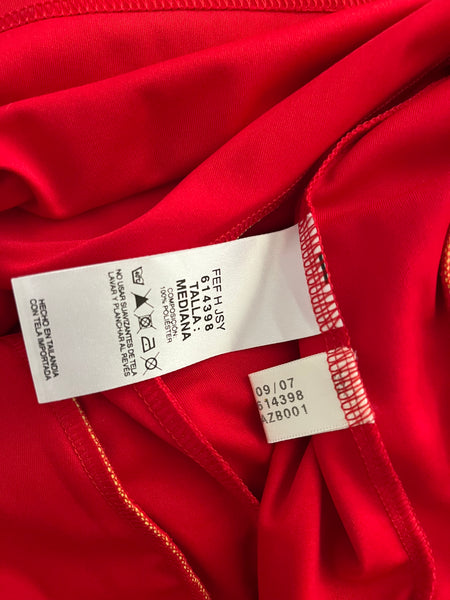 FEF H JSY
614398
TALLA :
MEDIANA
COMPOSICIÓN:
100% POLIÉSTER
NO USAR SUAVIZANTES DE TELA
LAVAR Y PLANCHAR AL REVÉS
HECHO EN TAILANDIA
CON TELA IMPORTADA
09/07
614398
AZB001